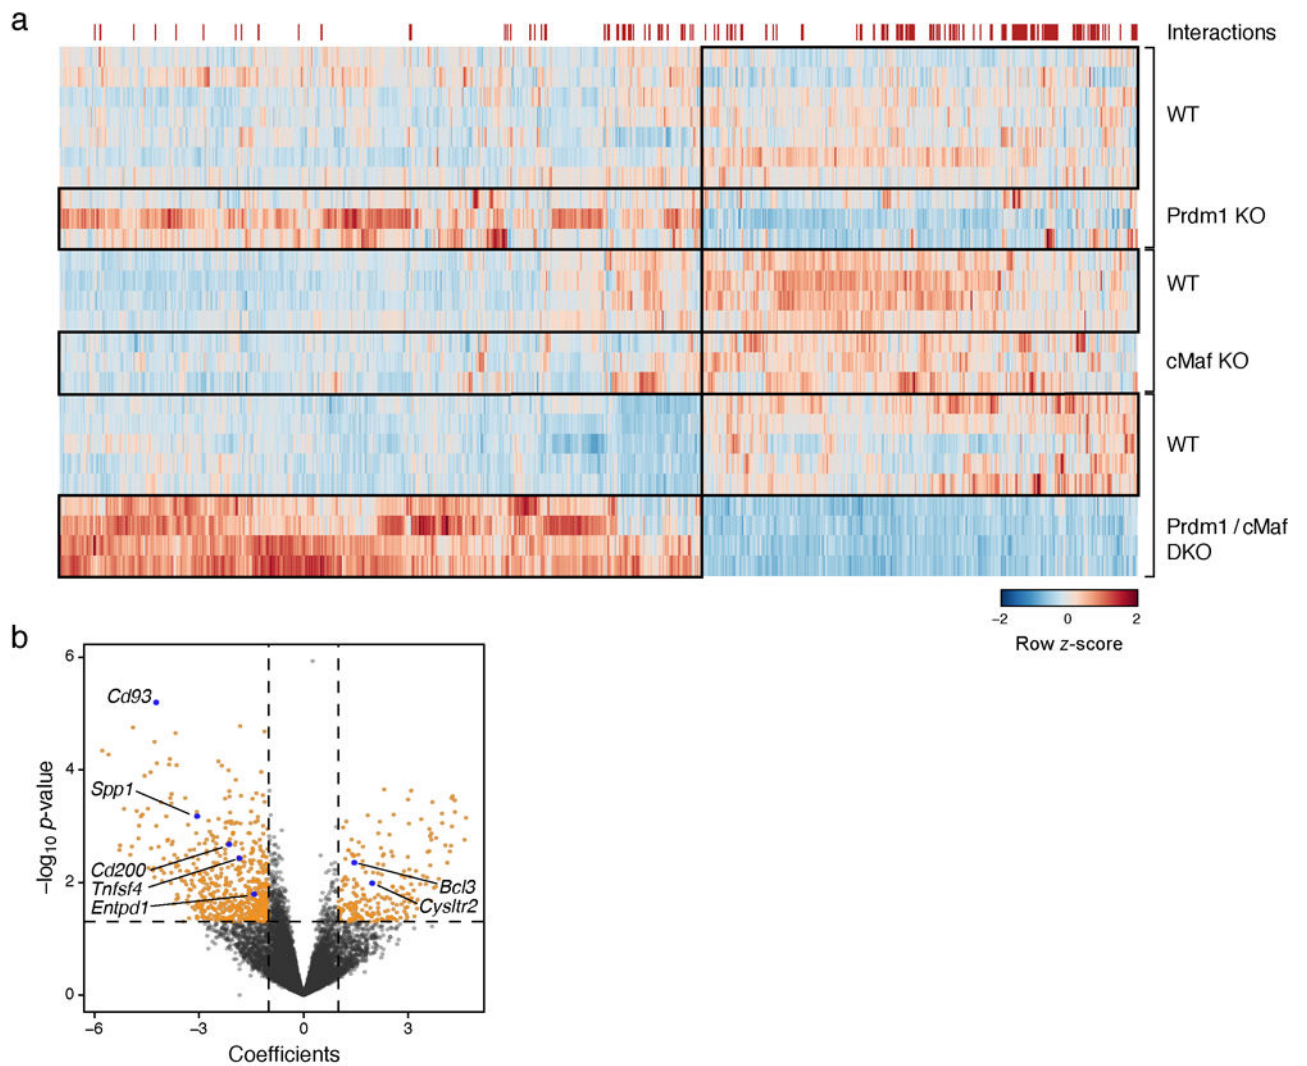 a
Interactions
WT
Prdm1 KO
WT
cMaf KO
WT
Prdm1 / cMaf
DKO
−2
0
2
Row z-score
b
6
4
2
0
−log10 p-value
Cd93
Spp1
Cd200
Tnfsf4
Entpd1
Bcl3
Cysltr2
−6
−3
0
3
Coefficients